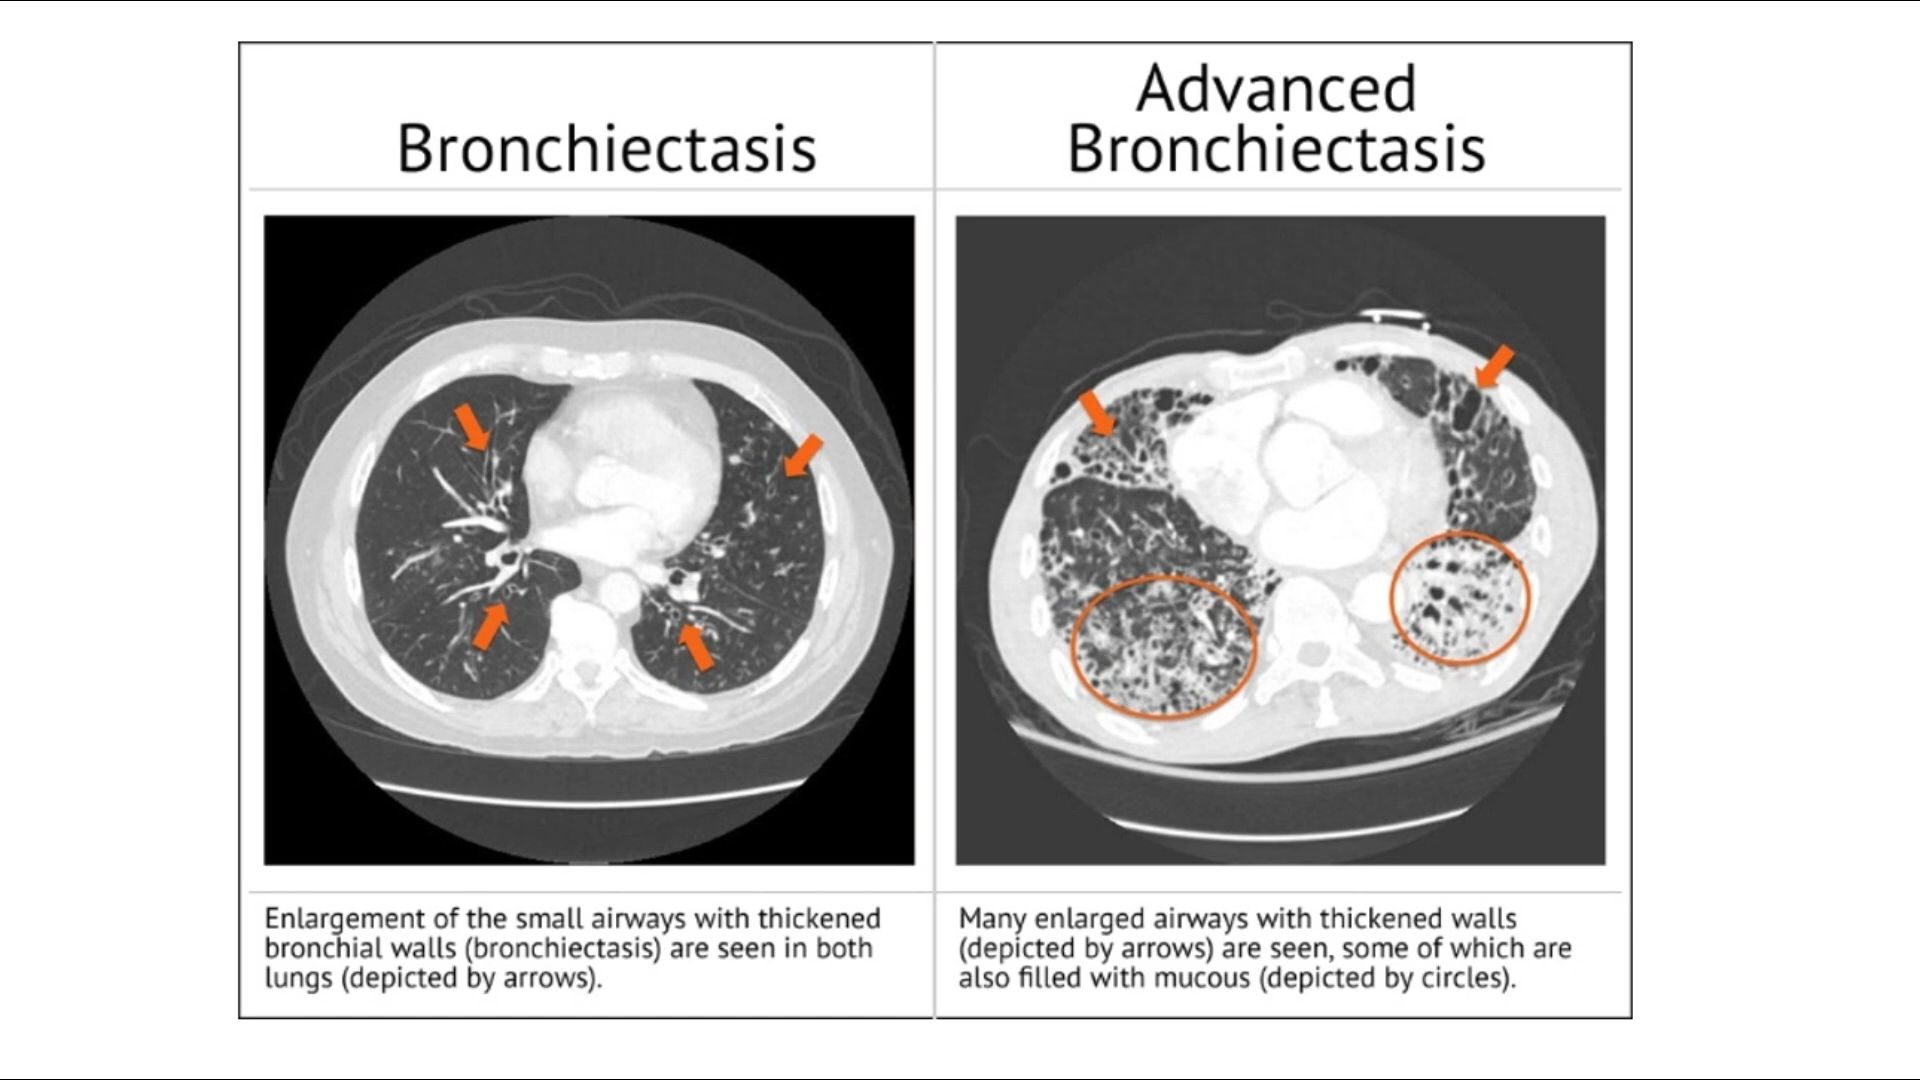 Bronchiectasis
Advanced
Bronchiectasis
Enlargement of the small airways with thickened
bronchial walls (bronchiectasis) are seen in both
lungs (depicted by arrows).
Many enlarged airways with thickened walls
(depicted by arrows) are seen, some of which are
also filled with mucous (depicted by circles).